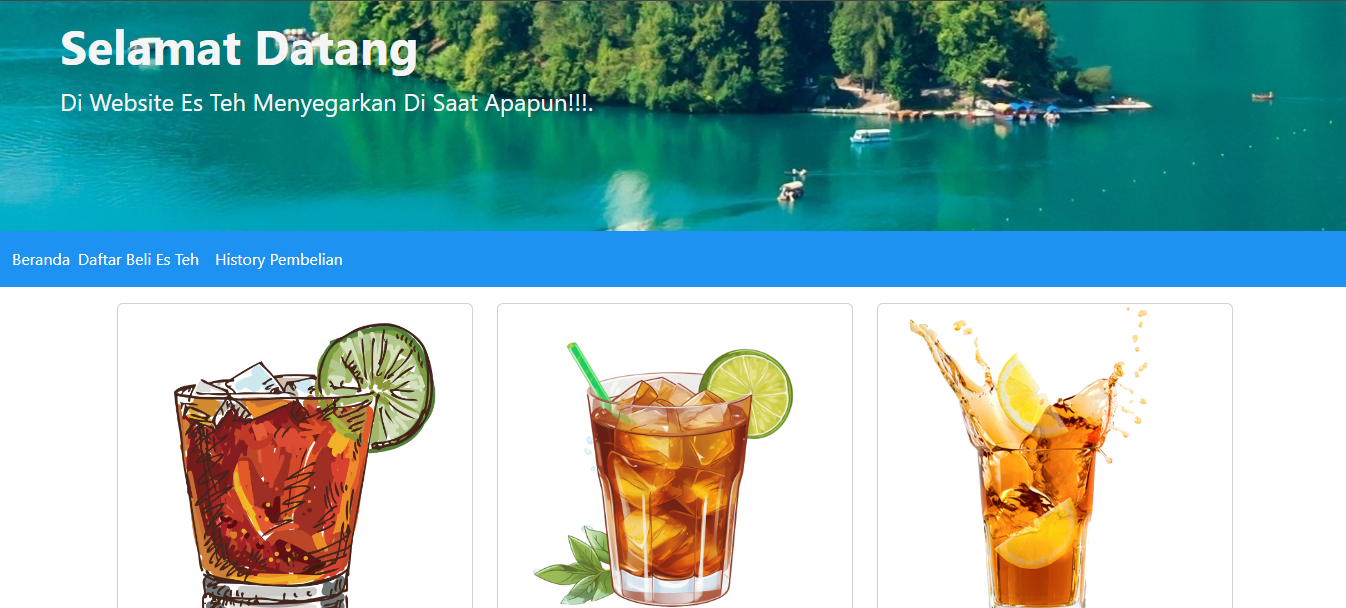 Selamat Datang
Di Website Es Teh Menyegarkan Di Saat Apapun!!!.
Beranda Daftar Beli Es Teh History Pembelian